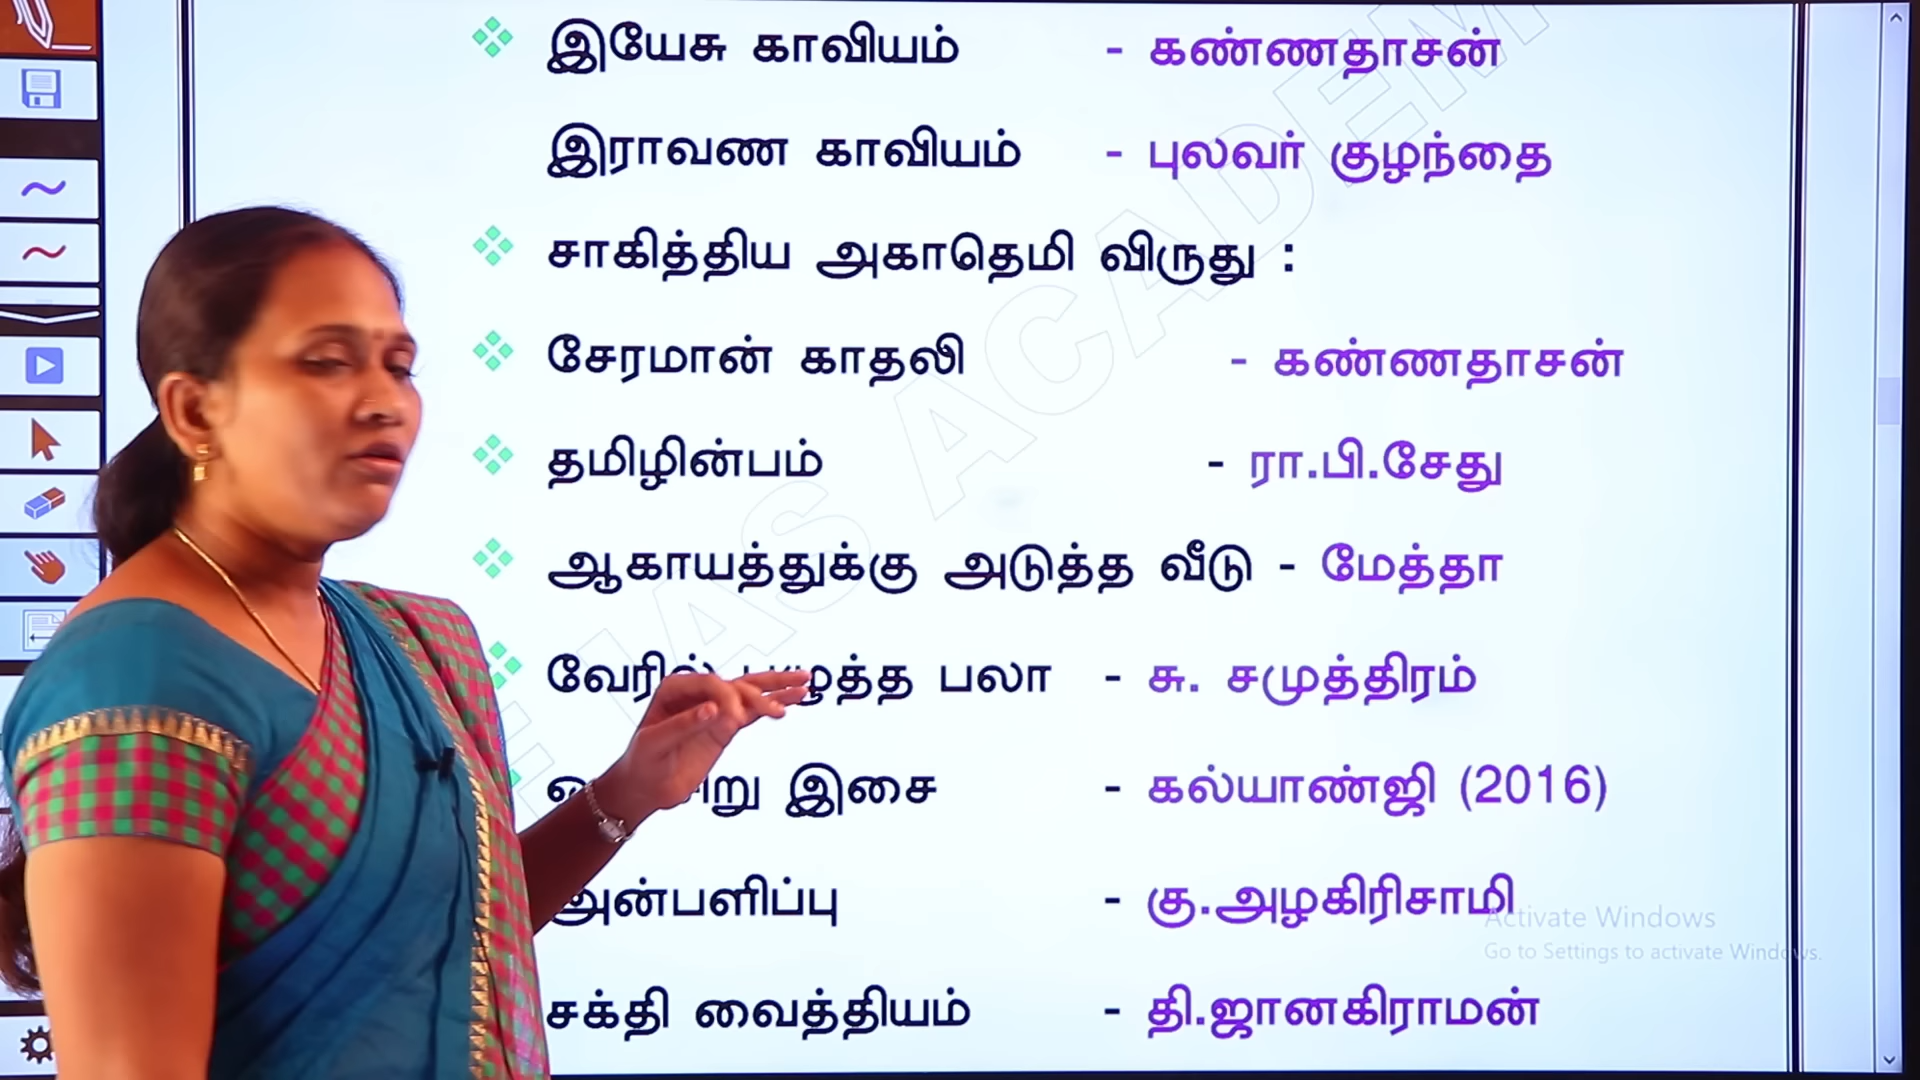 இயேசு காவியம் - கண்ணதாசன்
இராவண காவியம் - புலவர் குழந்தை
சாகித்திய அகாதெமி விருது :
சேரமான் காதலி - கண்ணதாசன்
தமிழின்பம் - ரா.பி.சேது
ஆகாயத்துக்கு அடுத்த வீடு - மேத்தா
வேரில் பழுத்த பலா - சு. சமுத்திரம்
இசை - கல்யாண்ஜி (2016)
அன்பளிப்பு - கு.அழகிரிசாமி
சக்தி வைத்தியம் - தி.ஜானகிராமன்
IAS ACADEM
Activate Windows
Go to Settings to activate Windows.